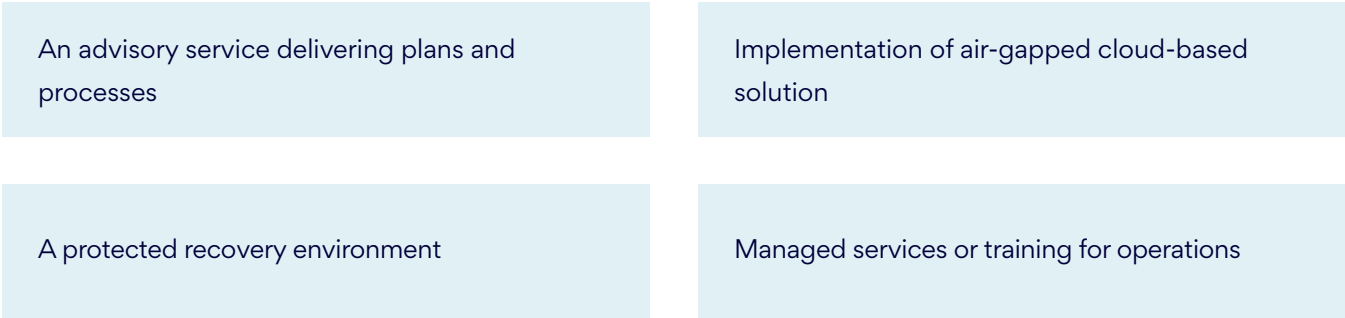 An advisory service delivering plans and
processes
Implementation of air-gapped cloud-based
solution
A protected recovery environment
Managed services or training for operations